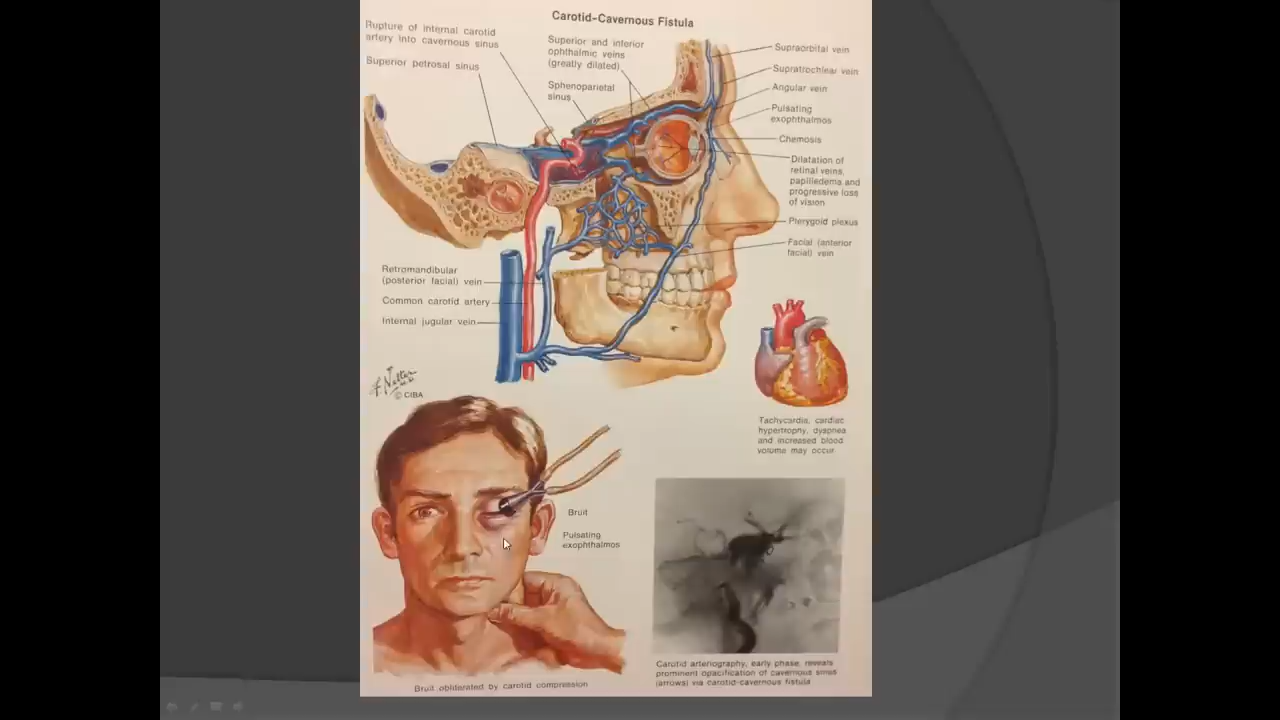 Carotid-Cavernous Fistula
Rupture of internal carotid
artery into cavernous sinus
Superior petrosal sinus
Superior and inferior
ophthalmic veins
(greatly dilated)
Sphenoparietal
sinus
Supraorbital vein
Supratrochlear vein
Angular vein
Pulsating
exophthalmos
Chemosis
Dilatation of
retinal veins,
papilledema and
progressive loss
of vision
Pterygoid plexus
Facial (anterior
facial) vein
Retromandibular
(posterior facial) vein
Common carotid artery
Internal jugular vein
F. Netter
M.D.
© CIBA
Tachycardia, cardiac
hypertrophy, dyspnea
and increased blood
volume may occur
Bruit
Pulsating
exophthalmos
Bruit obliterated by carotid compression
Carotid arteriography, early phase, reveals
prominent opacification of cavernous sinus
(arrows) via carotid-cavernous fistula